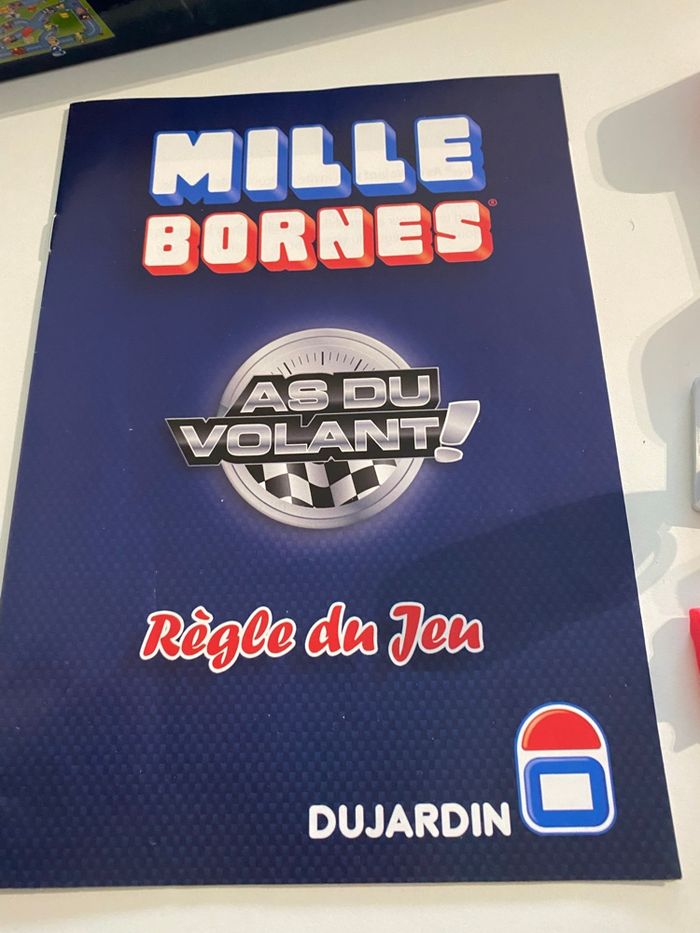 MILLE
BORNES®
AS DU
VOLANT!
Règle du Jeu
DUJARDIN